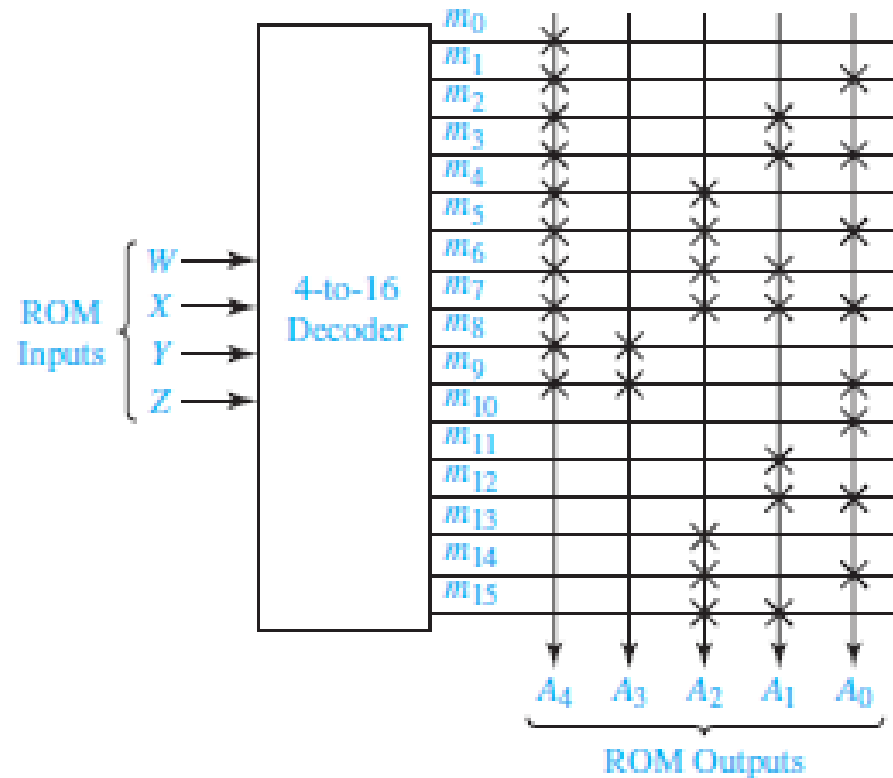 m0
m1
m2
m3
m4
m5
m6
m7
m8
m9
m10
m11
m12
m13
m14
m15
W
X
Y
Z
ROM
Inputs
4-to-16
Decoder
A4 A3 A2 A1 A0
ROM Outputs